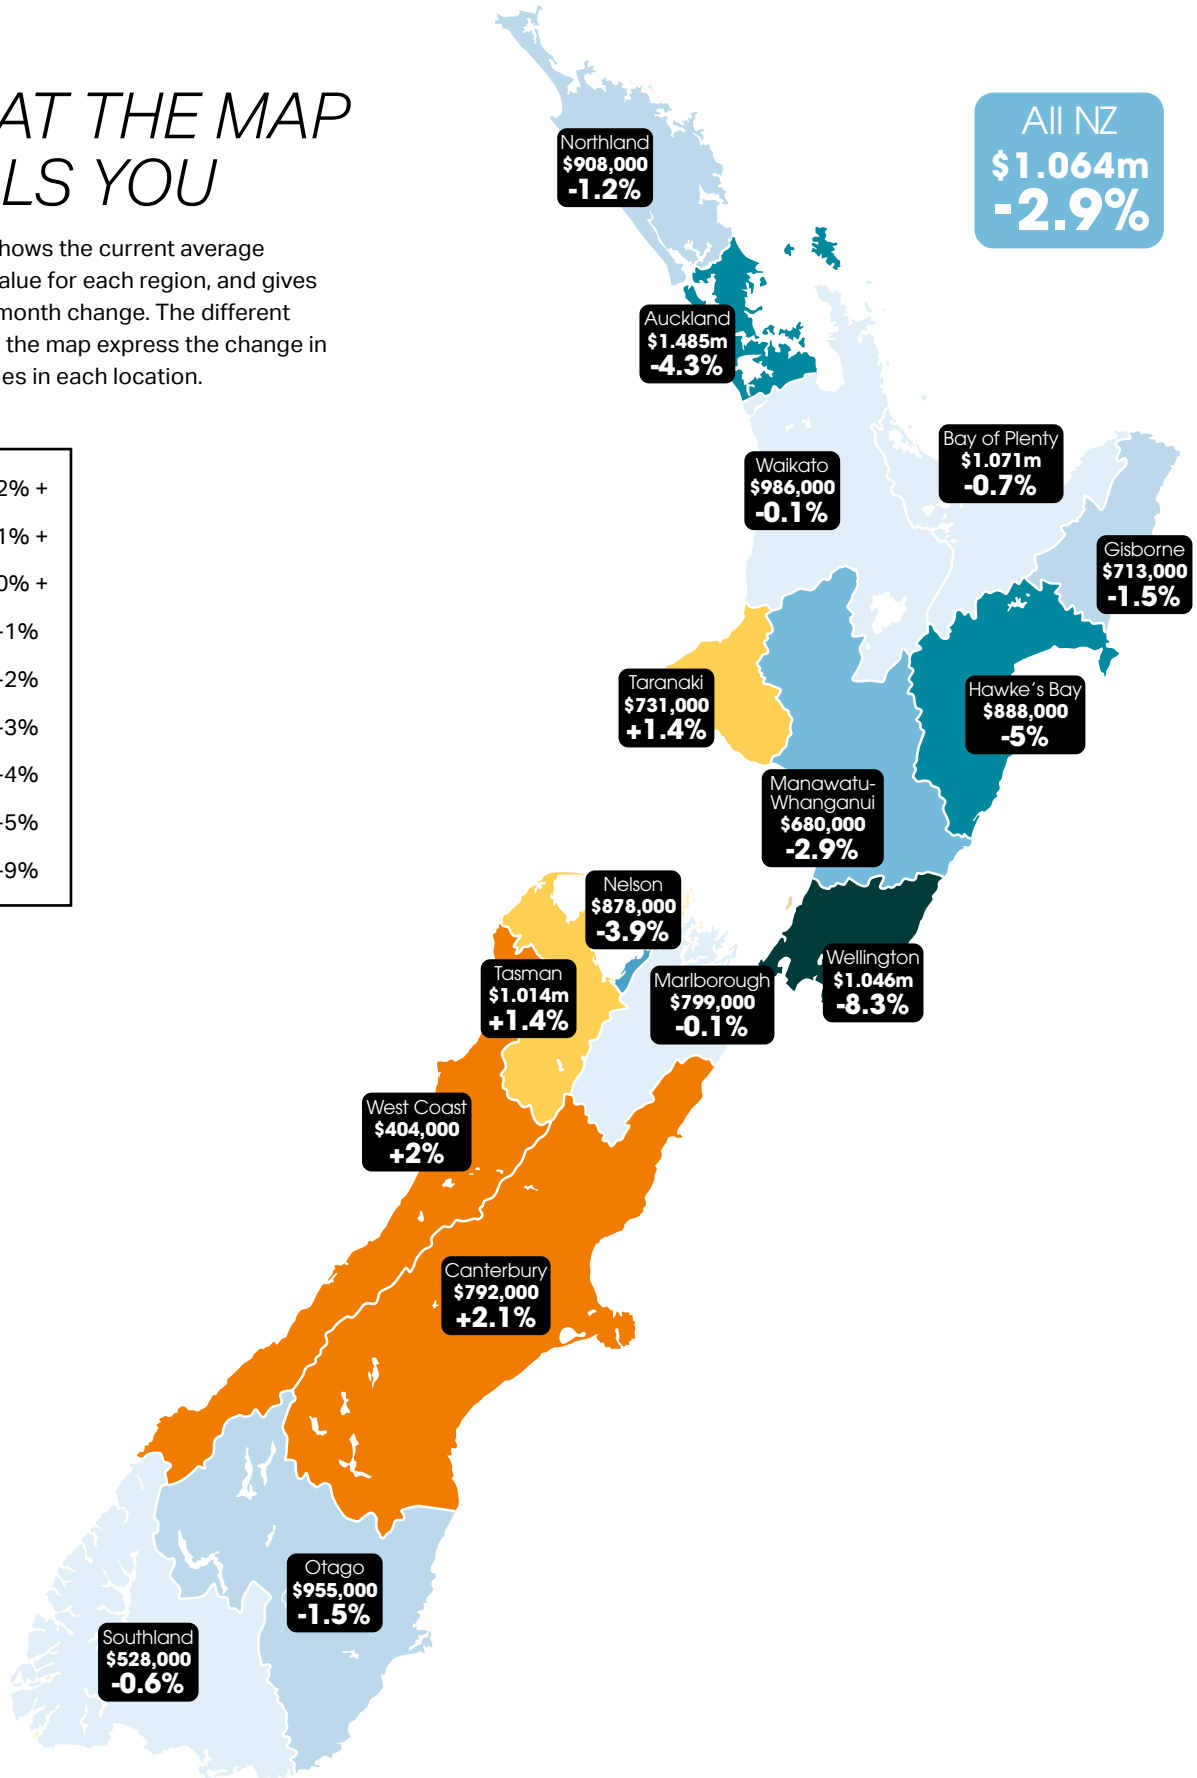 AT THE MAP
LS YOU
hows the current average
alue for each region, and gives
month change. The different
the map express the change in
es in each location.
2% +
1% +
0% +
-1%
-2%
-3%
-4%
-5%
-9%
All NZ
$1.064m
-2.9%
Northland
$908,000
-1.2%
Auckland
$1.485m
-4.3%
Waikato
$986,000
-0.1%
Bay of Plenty
$1.071m
-0.7%
Gisborne
$713,000
-1.5%
Taranaki
$731,000
+1.4%
Hawke's Bay
$888,000
-5%
Manawatu-
Whanganui
$680,000
-2.9%
Nelson
$878,000
-3.9%
Wellington
$1.046m
-8.3%
Tasman
$1.014m
+1.4%
Marlborough
$799,000
-0.1%
West Coast
$404,000
+2%
Canterbury
$792,000
+2.1%
Otago
$955,000
-1.5%
Southland
$528,000
-0.6%